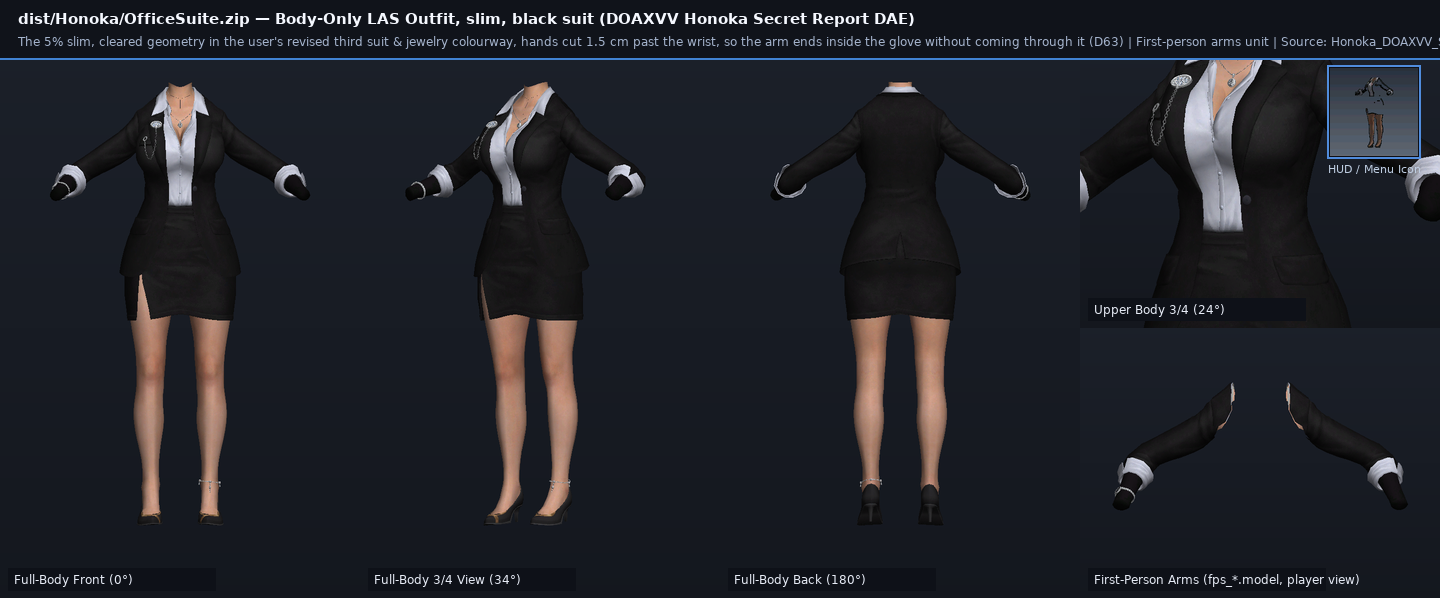 dist/Honoka/OfficeSuite.zip — Body-Only LAS Outfit, slim, black suit (DOAXVV Honoka Secret Report DAE)
The 5% slim, cleared geometry in the user's revised third suit & jewelry colourway, hands cut 1.5 cm past the wrist, so the arm ends inside the glove without coming through it (D63) | First-person arms unit | Source: Honoka_DOAXVV_S
HUD / Menu Icon
Upper Body 3/4 (24°)
Full-Body Front (0°)
Full-Body 3/4 View (34°)
Full-Body Back (180°)
First-Person Arms (fps_*.model, player view)